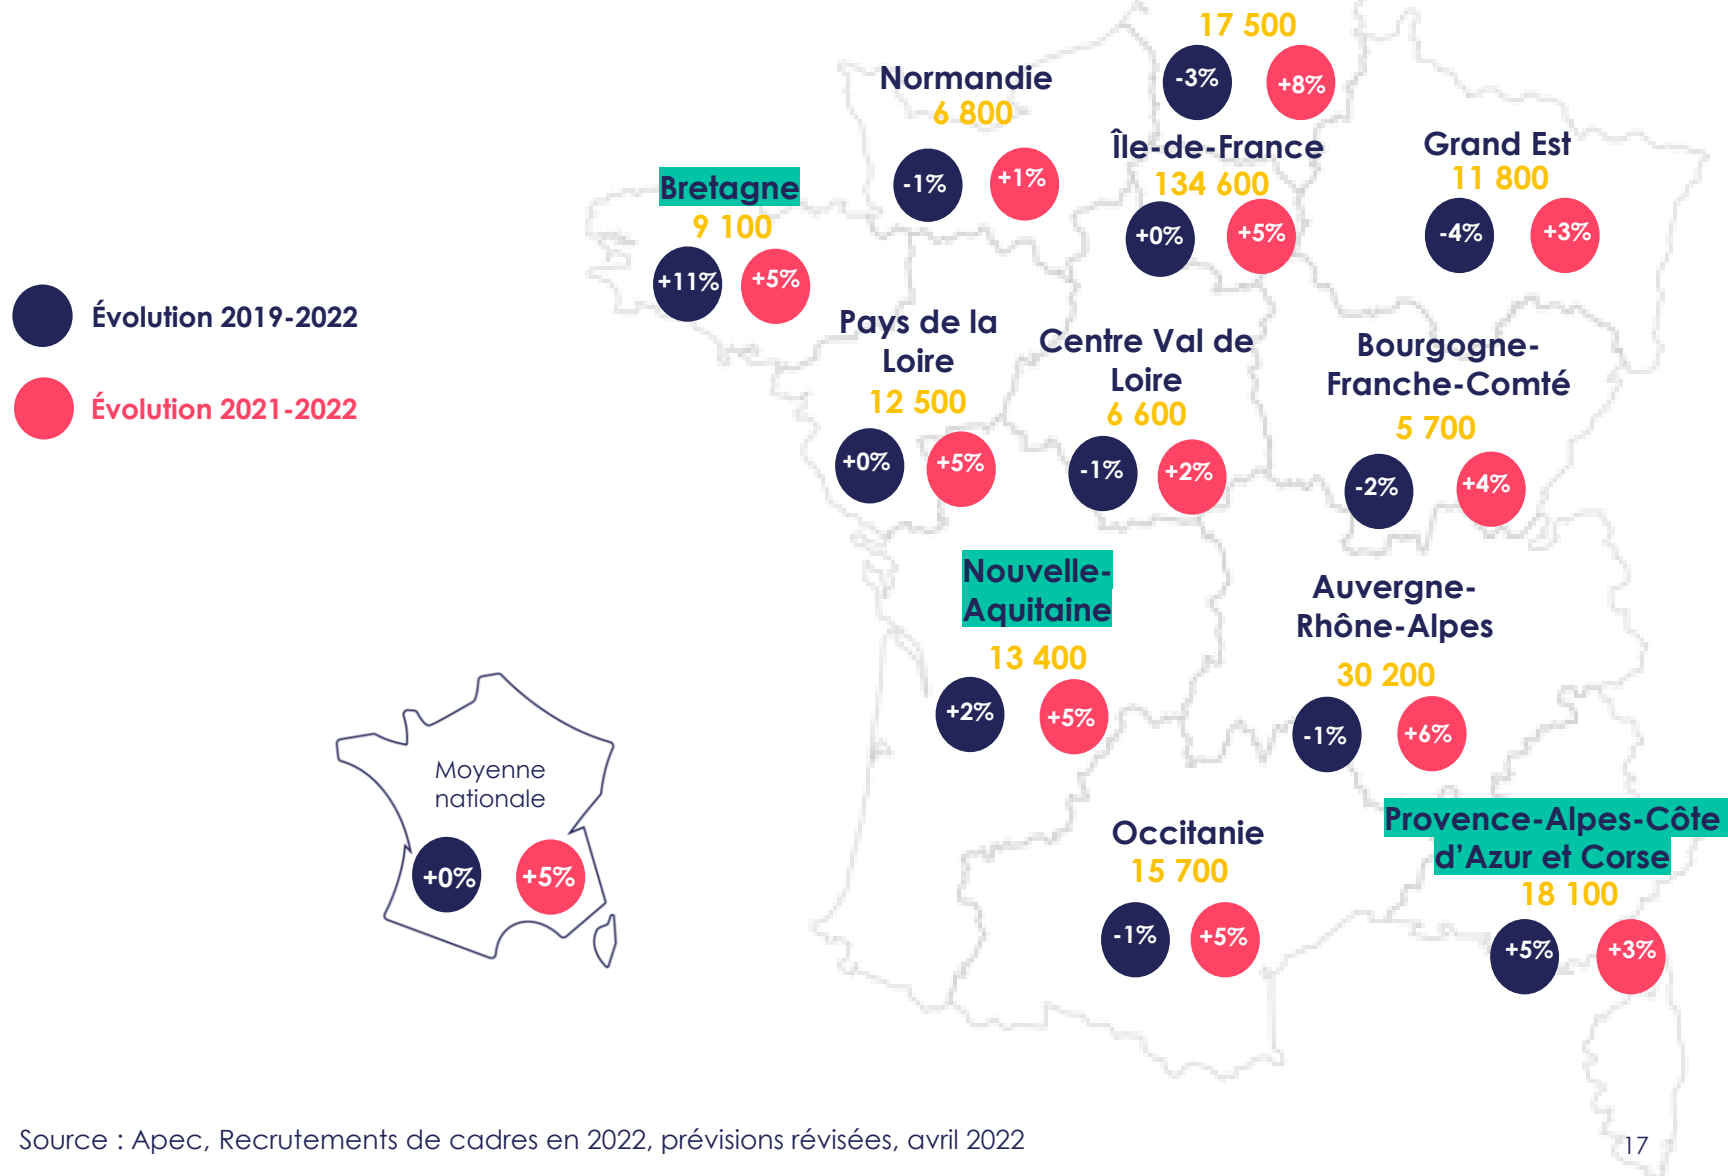 17 500
-3%
+8%
Normandie
6 800
-1%
+1%
Île-de-France
134 600
+0%
+5%
Grand Est
11 800
-4%
+3%
Bretagne
9 100
+11%
+5%
Évolution 2019-2022
Évolution 2021-2022
Pays de la
Loire
12 500
+0%
+5%
Centre Val de
Loire
6 600
-1%
+2%
Bourgogne-
Franche-Comté
5 700
-2%
+4%
Nouvelle-
Aquitaine
13 400
+2%
+5%
Auvergne-
Rhône-Alpes
30 200
-1%
+6%
Moyenne
nationale
+0%
+5%
Occitanie
15 700
-1%
+5%
Provence-Alpes-Côte
d’Azur et Corse
18 100
+5%
+3%
Source : Apec, Recrutements de cadres en 2022, prévisions révisées, avril 2022
17